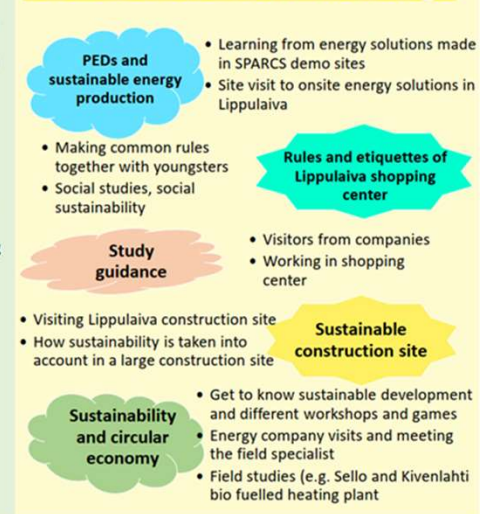 PEDs and
sustainable energy
production
• Learning from energy solutions made
in SPARCS demo sites
• Site visit to onsite energy solutions in
Lippulaiva
• Making common rules
together with youngsters
• Social studies, social
sustainability
Rules and etiquettes of
Lippulaiva shopping
center
Study
guidance
• Visitors from companies
• Working in shopping
center
• Visiting Lippulaiva construction site
• How sustainability is taken into
account in a large construction site
Sustainable
construction site
Sustainability
and circular
economy
• Get to know sustainable development
and different workshops and games
• Energy company visits and meeting
the field specialist
• Field studies (e.g. Sello and Kivenlahti
bio fuelled heating plant